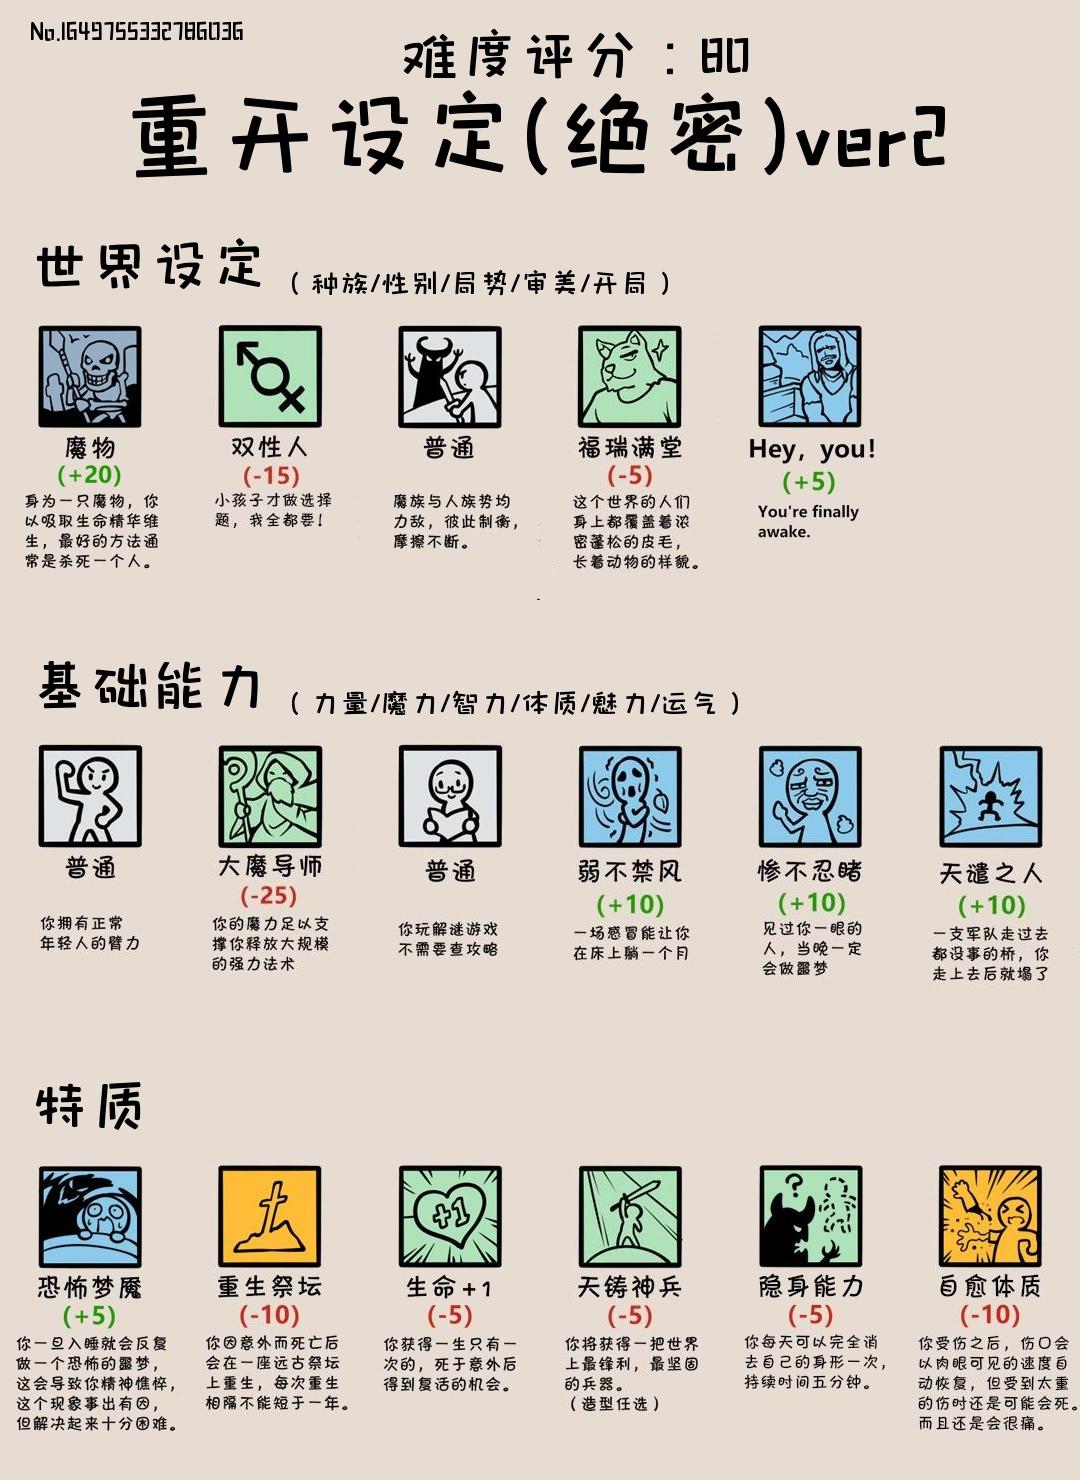 No.1649755332786036
难度评分：80
重开设定(绝密)ver2
世界设定
( 种族/性别/局势/审美/开局 )
魔物
(+20)
身为一只魔物，你
以吸取生命精华维
生，最好的方法通
常是杀死一个人。
双性人
(-15)
小孩子才做选择
题，我全都要！
普通
魔族与人族势均
力敌，彼此制衡，
摩擦不断。
福瑞满堂
(-5)
这个世界的人们
身上都覆盖着浓
密蓬松的皮毛，
长着动物的样貌。
Hey, you!
(+5)
You're finally
awake.
基础能力
( 力量/魔力/智力/体质/魅力/运气 )
普通
你拥有正常
年轻人的臂力
大魔导师
(-25)
你的魔力足以支
撑你释放大规模
的强力法术
普通
你玩解谜游戏
不需要查攻略
弱不禁风
(+10)
一场感冒能让你
在床上躺一个月
惨不忍睹
(+10)
见过你一眼的
人，当晚一定
会做噩梦
天谴之人
(+10)
一支军队走过去
都没事的桥，你
走上去后就塌了
特质
恐怖梦魇
(+5)
你一旦入睡就会反复
做一个恐怖的噩梦，
这会导致你精神憔悴，
这个现象事出有因，
但解决起来十分困难。
重生祭坛
(-10)
你因意外而死亡后
会在一座远古祭坛
上重生，每次重生
相隔不能短于一年。
+1
生命+1
(-5)
你获得一生只有一
次的，死于意外后
得到复活的机会。
天铸神兵
(-5)
你将获得一把世界
上最锋利，最坚固
的兵器。
（造型任选）
?
隐身能力
(-5)
你每天可以完全消
去自己的身形一次，
持续时间五分钟。
自愈体质
(-10)
你受伤之后，伤口会
以肉眼可见的速度自
动恢复，但受到太重
的伤时还是可能会死。
而且还是会很痛。